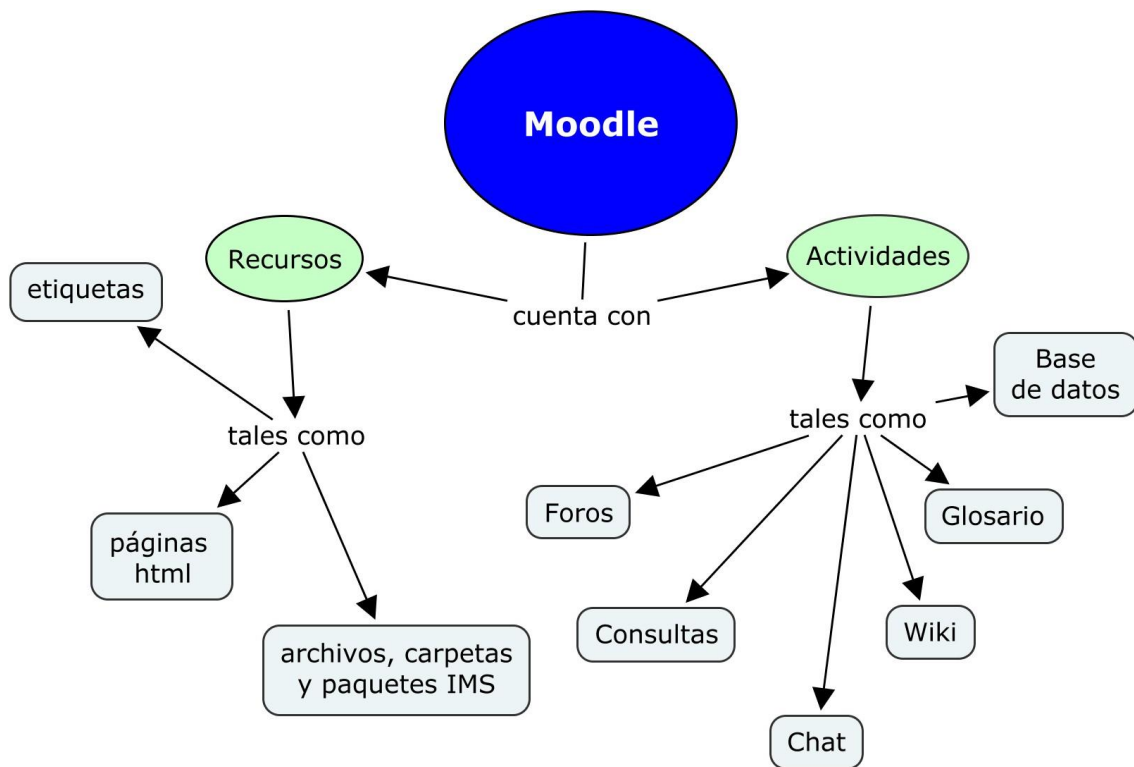 Moodle
Recursos
Actividades
etiquetas
cuenta con
Base
de datos
tales como
tales como
Foros
Glosario
páginas
html
Consultas
Wiki
archivos, carpetas
y paquetes IMS
Chat